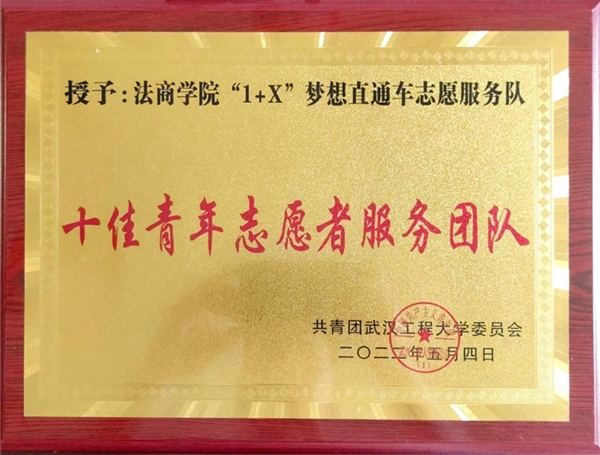 授予：法商学院“1+X”梦想直通车志愿服务队
十佳青年志愿者服务团队
共青团武汉工程大学委员会
二〇二二年五月四日